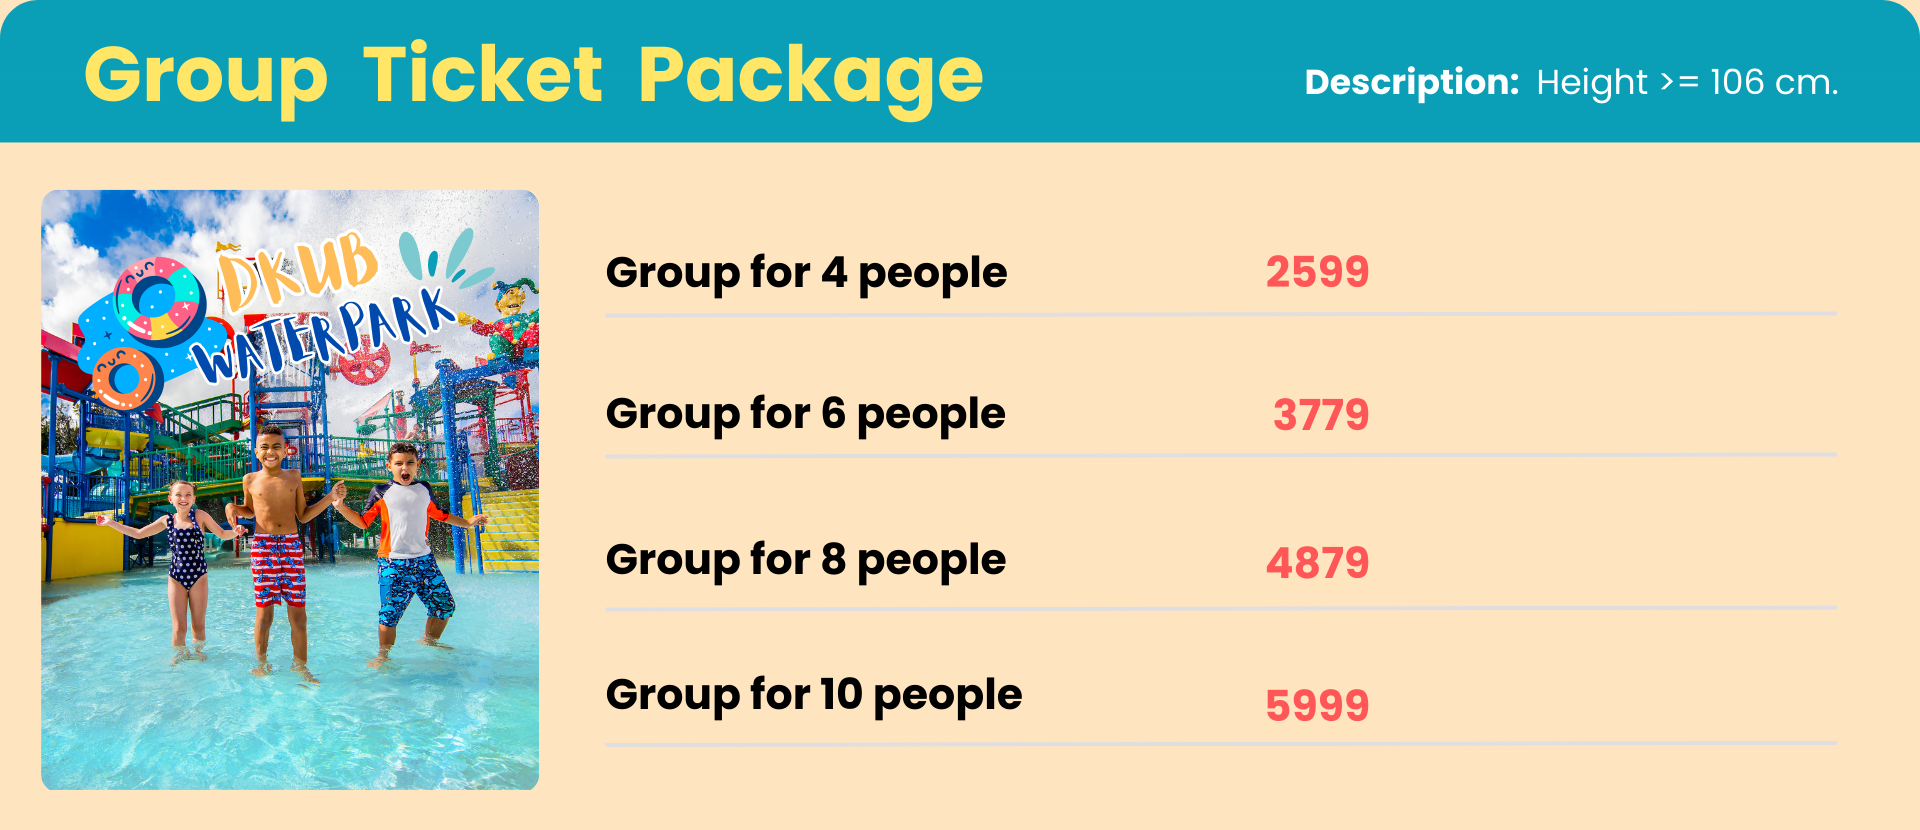 Group Ticket Package
Description: Height >= 106 cm.
DKUB
WATERPARK
Group for 4 people 2599
Group for 6 people 3779
Group for 8 people 4879
Group for 10 people 5999